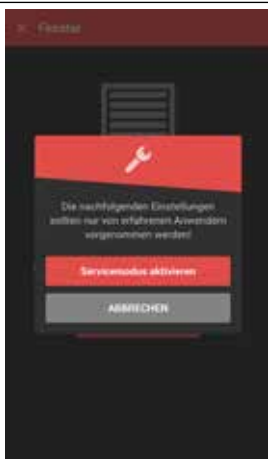 × Fenster
Die nachfolgenden Einstellungen
sollten nur von erfahrenen Anwendern
vorgenommen werden!
Servicemodus aktivieren
ABBRECHEN